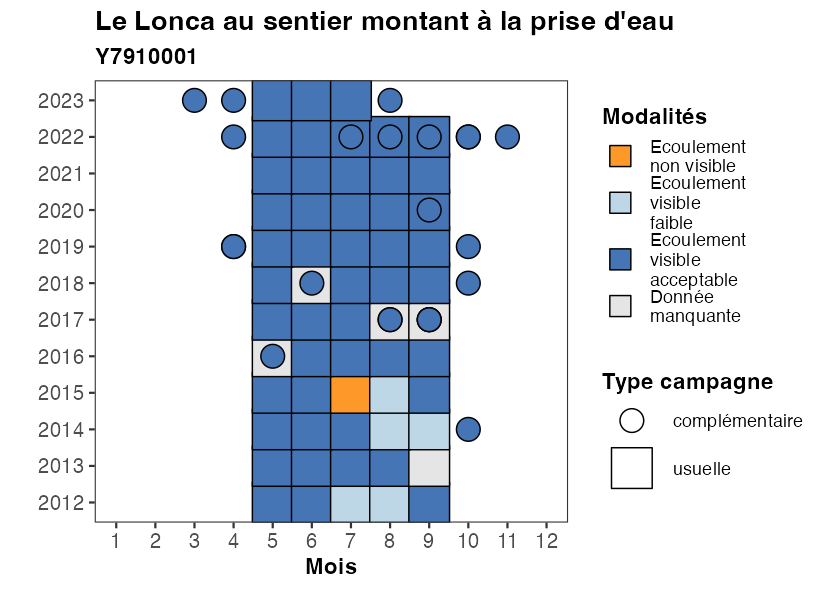 Le Lonca au sentier montant à la prise d'eau
Y7910001
2023
2022
2021
2020
2019
2018
2017
2016
2015
2014
2013
2012
1 2 3 4 5 6 7 8 9 10 11 12
Mois
Modalités
Ecoulement
non visible
Ecoulement
visible
faible
Ecoulement
visible
acceptable
Donnée
manquante
Type campagne
complémentaire
usuelle